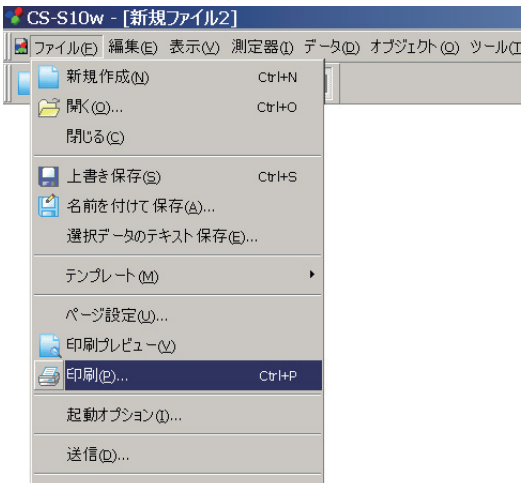 CS-S10w - [新規ファイル2]
ファイル(F) 編集(E) 表示(V) 測定器(I) データ(D) オブジェクト(O) ツール(T
新規作成(N) Ctrl+N
開く(O)... Ctrl+O
閉じる(C)
上書き保存(S) Ctrl+S
名前を付けて保存(A)...
選択データのテキスト保存(E)...
テンプレート(M)
ページ設定(U)...
印刷プレビュー(V)
印刷(P)... Ctrl+P
起動オプション(I)...
送信(D)...